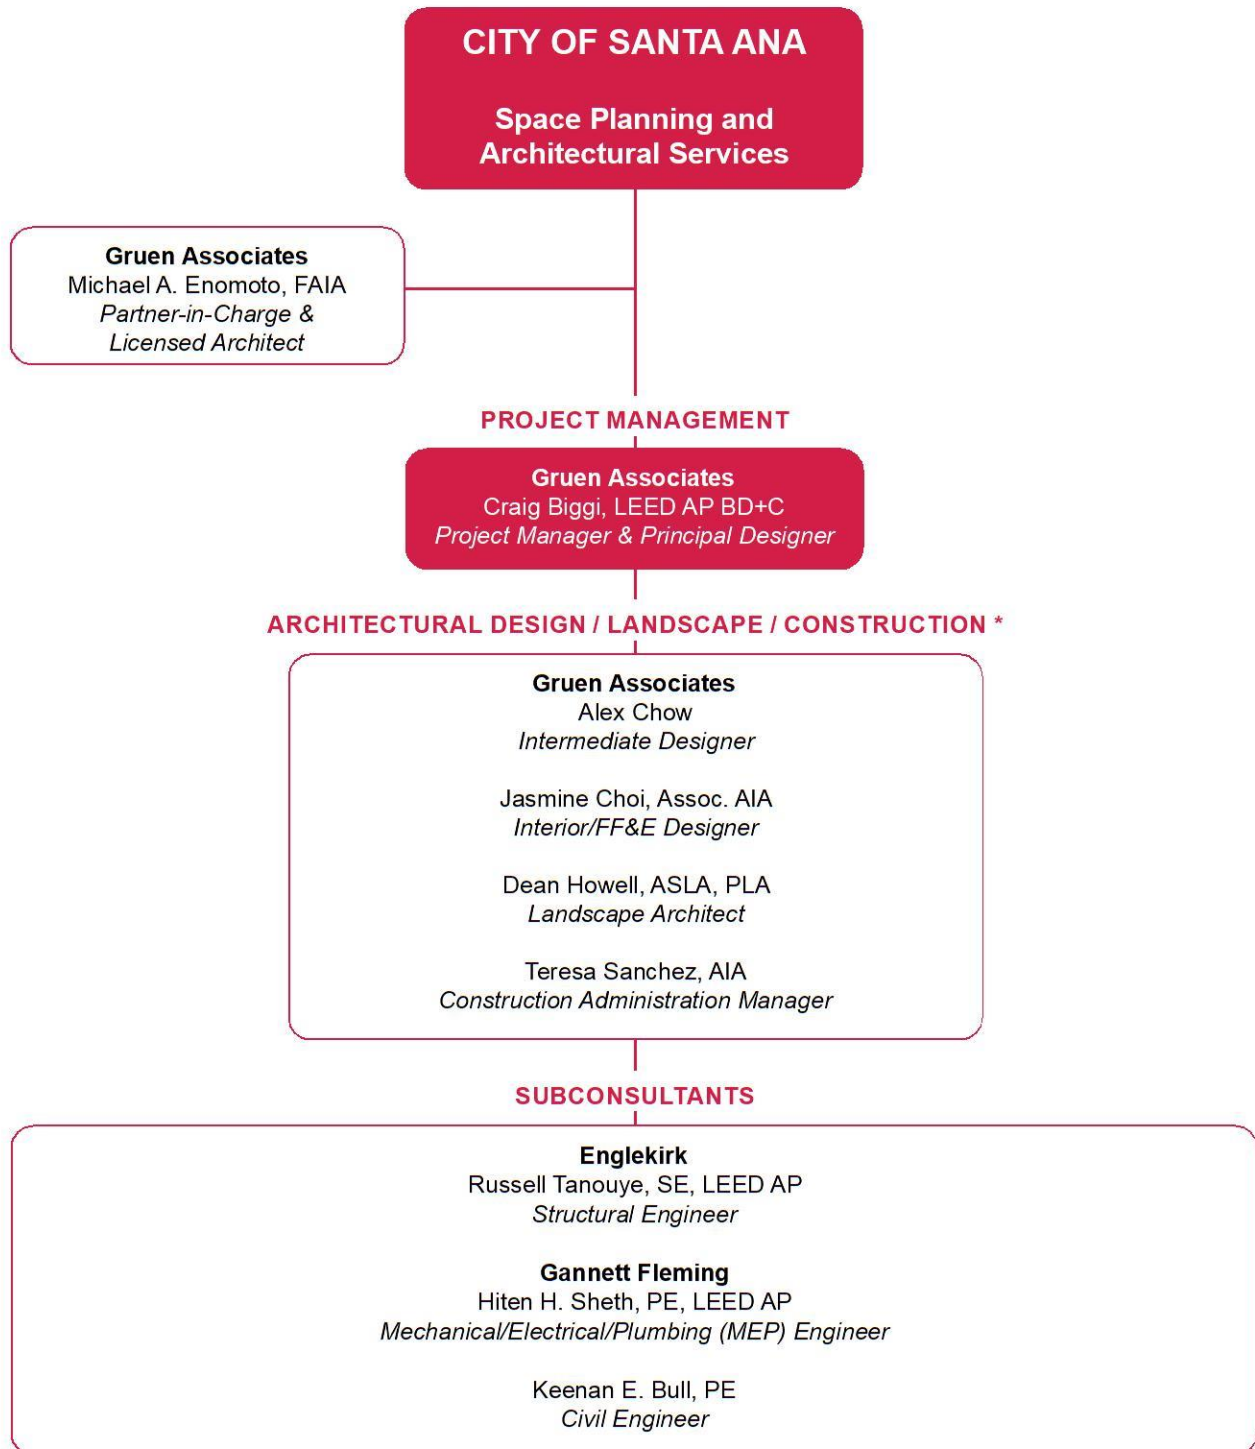 CITY OF SANTA ANA
Space Planning and
Architectural Services
Gruen Associates
Michael A. Enomoto, FAIA
Partner-in-Charge &
Licensed Architect
PROJECT MANAGEMENT
Gruen Associates
Craig Biggi, LEED AP BD+C
Project Manager & Principal Designer
ARCHITECTURAL DESIGN / LANDSCAPE / CONSTRUCTION *
Gruen Associates
Alex Chow
Intermediate Designer
Jasmine Choi, Assoc. AIA
Interior/FF&E Designer
Dean Howell, ASLA, PLA
Landscape Architect
Teresa Sanchez, AIA
Construction Administration Manager
SUBCONSULTANTS
Englekirk
Russell Tanouye, SE, LEED AP
Structural Engineer
Gannett Fleming
Hiten H. Sheth, PE, LEED AP
Mechanical/Electrical/Plumbing (MEP) Engineer
Keenan E. Bull, PE
Civil Engineer